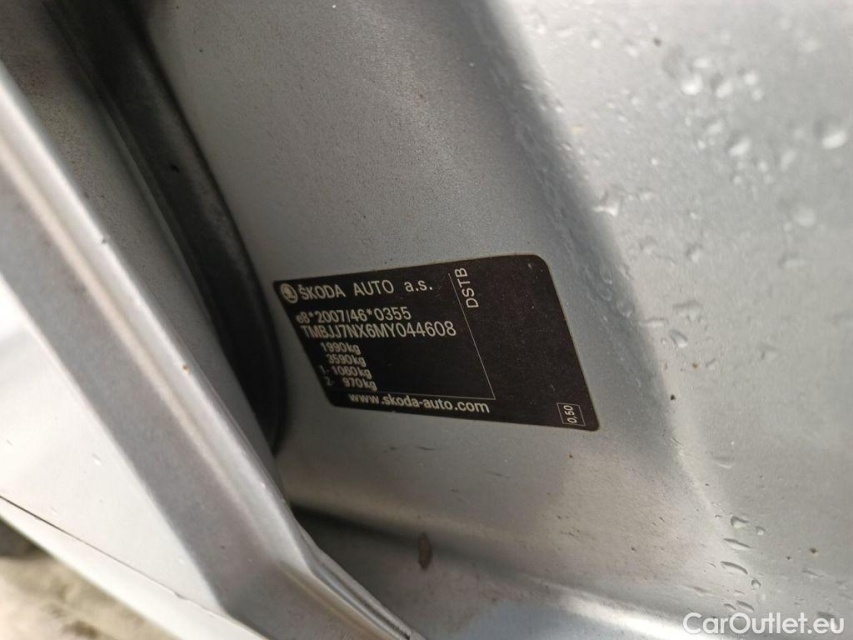 ŠKODA AUTO a.s.
DSTB
e8*2007/46*0355
TMBJJ7NX6MY044608
1990kg
3590kg
1- 1060kg
2- 970kg
www.skoda-auto.com
0.50
CarOutlet.eu